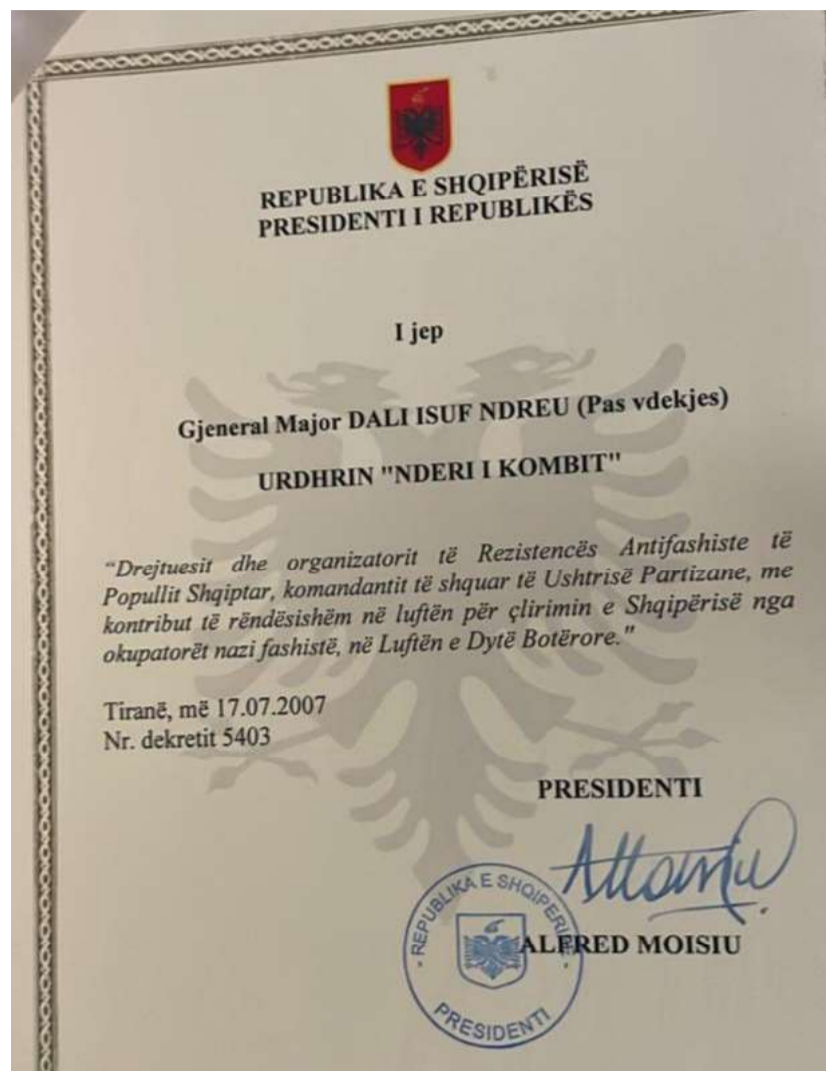 REPUBLIKA E SHQIPËRISË
PRESIDENTI I REPUBLIKËS
I jep
Gjeneral Major DALI ISUF NDREU (Pas vdekjes)
URDHRIN "NDERI I KOMBIT"
“Drejtuesit dhe organizatorit të Rezistencës Antifashiste të
Popullit Shqiptar, komandantit të shquar të Ushtrisë Partizane, me
kontribut të rëndësishëm në luftën për çlirimin e Shqipërisë nga
okupatorët nazi fashistë, në Luftën e Dytë Botërore."
Tiranë, më 17.07.2007
Nr. dekretit 5403
PRESIDENTI
ALFRED MOISIU
REPUBLIKA E SHQIPERISE
PRESIDENTI